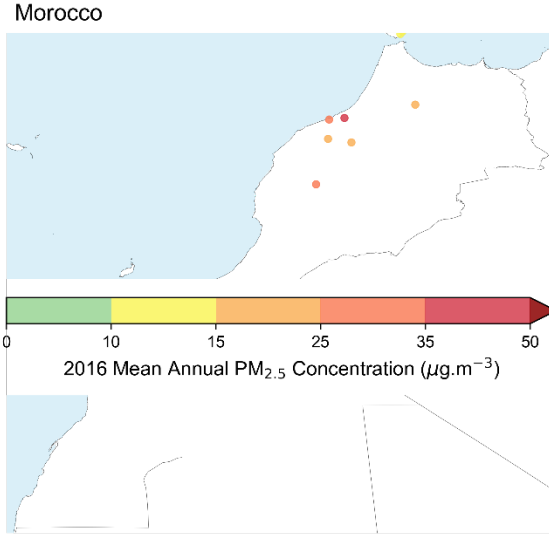 Morocco
0 10 15 25 35 50
2016 Mean Annual PM₂.₅ Concentration (µg.m⁻³)